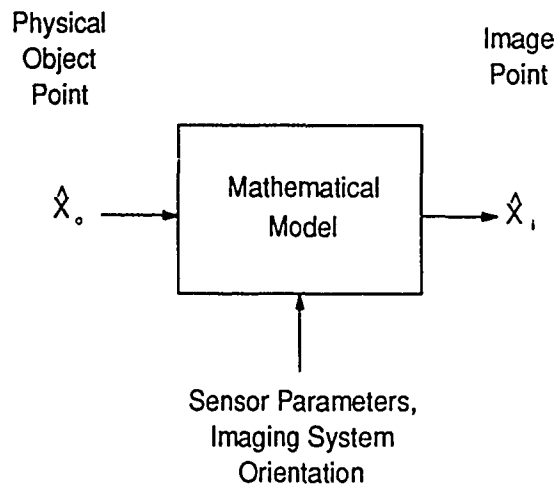 Physical
Object
Point
Image
Point
Mathematical
Model
X̂ₒ
X̂ᵢ
Sensor Parameters,
Imaging System
Orientation